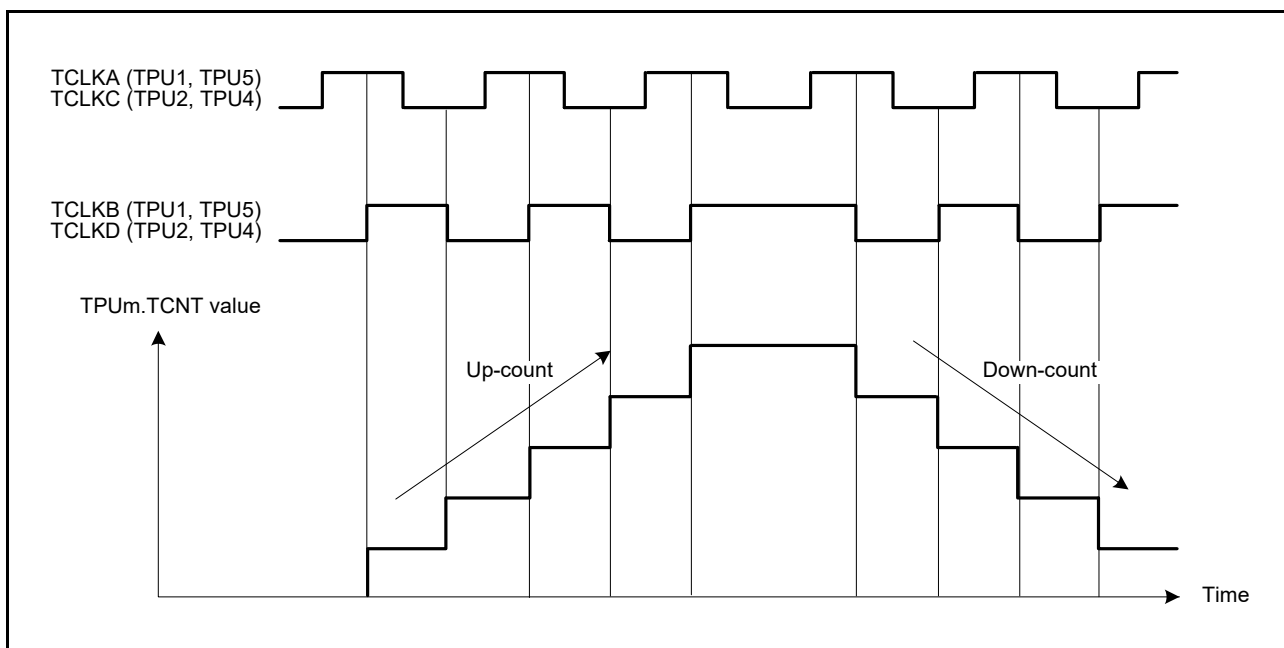 TCLKA (TPU1, TPU5)
TCLKC (TPU2, TPU4)
TCLKB (TPU1, TPU5)
TCLKD (TPU2, TPU4)
TPUm.TCNT value
Up-count
Down-count
Time